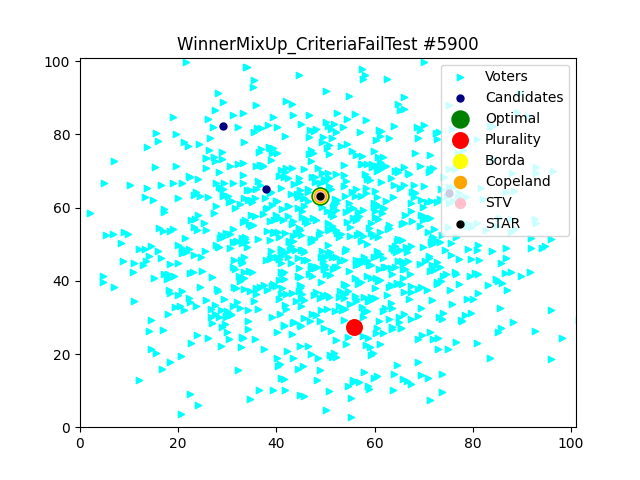 WinnerMixUp_CriteriaFailTest #5900
100
80
60
40
20
0
0
20
40
60
80
100
Voters
Candidates
Optimal
Plurality
Borda
Copeland
STV
STAR